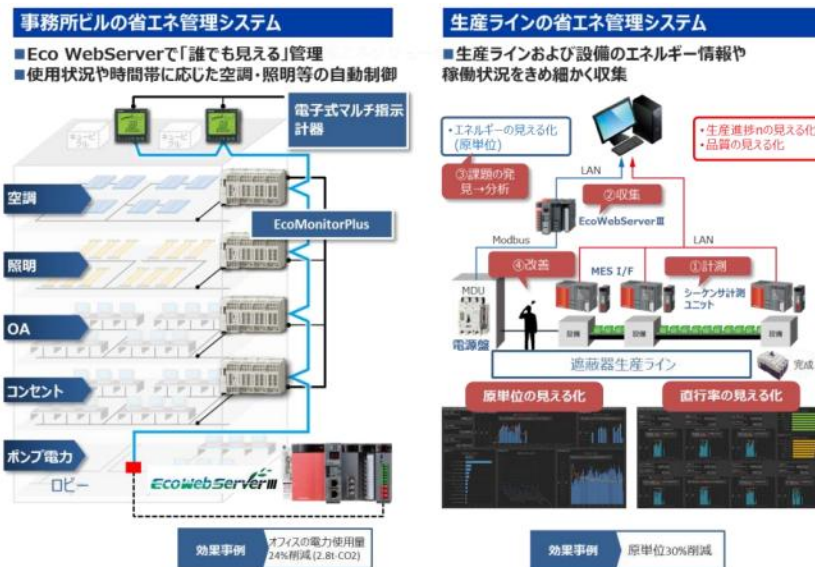 事務所ビルの省エネ管理システム
■Eco WebServerで「誰でも見える」管理
■使用状況や時間帯に応じた空調・照明等の自動制御
電子式マルチ指示
計器
空調
EcoMonitorPlus
照明
OA
コンセント
ポンプ電力
ロビー
EcoWebServerⅢ
効果事例
オフィスの電力使用量
24%削減(2.8t-CO2)
生産ラインの省エネ管理システム
■生産ラインおよび設備のエネルギー情報や
稼働状況をきめ細かく収集
・エネルギーの見える化
(原単位)
・生産進捗nの見える化
・品質の見える化
③課題の発
見→分析
LAN
②収集
EcoWebServerⅢ
Modbus
LAN
④改善
MES I/F
①計測
MDU
シーケンサ計測
ユニット
電源盤
設備
設備
設備
遮蔽器生産ライン
完成
原単位の見える化
直行率の見える化
効果事例
原単位30%削減